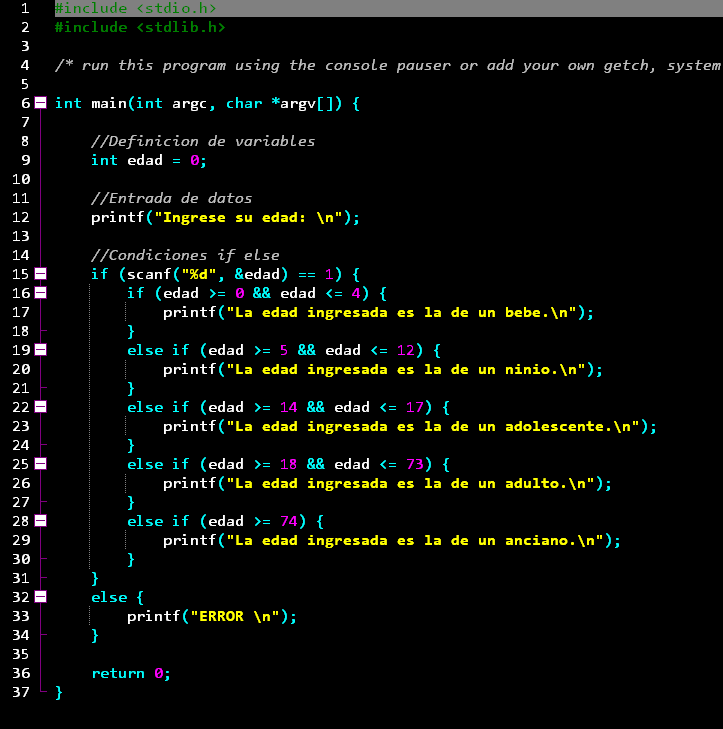 1 #include <stdio.h>
2 #include <stdlib.h>
3
4 /* run this program using the console pauser or add your own getch, system
5
6 int main(int argc, char *argv[]) {
7
8 //Definicion de variables
9 int edad = 0;
10
11 //Entrada de datos
12 printf("Ingrese su edad: \n");
13
14 //Condiciones if else
15 if (scanf("%d", &edad) == 1) {
16 if (edad >= 0 && edad <= 4) {
17 printf("La edad ingresada es la de un bebe.\n");
18 }
19 else if (edad >= 5 && edad <= 12) {
20 printf("La edad ingresada es la de un ninio.\n");
21 }
22 else if (edad >= 14 && edad <= 17) {
23 printf("La edad ingresada es la de un adolescente.\n");
24 }
25 else if (edad >= 18 && edad <= 73) {
26 printf("La edad ingresada es la de un adulto.\n");
27 }
28 else if (edad >= 74) {
29 printf("La edad ingresada es la de un anciano.\n");
30 }
31 }
32 else {
33 printf("ERROR \n");
34 }
35
36 return 0;
37 }